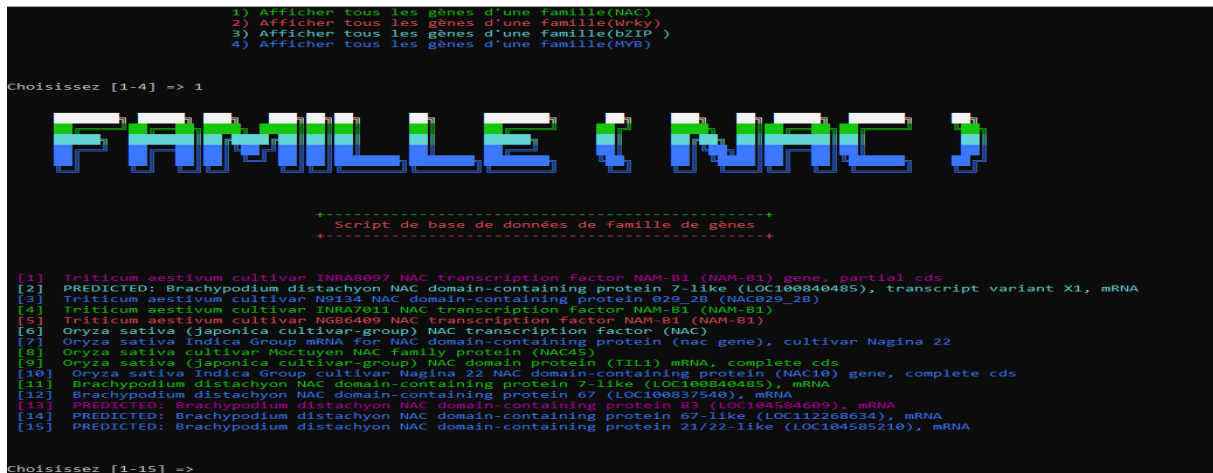 1) Afficher tous les gènes d'une famille(NAC)
2) Afficher tous les gènes d'une famille(Wrky)
3) Afficher tous les gènes d'une famille(bZIP )
4) Afficher tous les gènes d'une famille(MYB)
Choisissez [1-4] => 1
FAMILLE ( NAC )
Script de base de données de famille de gènes
[1] Triticum aestivum cultivar INRA8097 NAC transcription factor NAM-B1 (NAM-B1) gene, partial cds
[2] PREDICTED: Brachypodium distachyon NAC domain-containing protein 7-like (LOC100840485), transcript variant X1, mRNA
[3] Triticum aestivum cultivar N9134 NAC domain-containing protein 029_2B (NAC029_2B)
[4] Triticum aestivum cultivar INRA7011 NAC transcription factor NAM-B1 (NAM-B1)
[5] Triticum aestivum cultivar NGB6409 NAC transcription factor NAM-B1 (NAM-B1)
[6] Oryza sativa (japonica cultivar-group) NAC transcription factor (NAC)
[7] Oryza sativa Indica Group mRNA for NAC domain-containing protein (nac gene), cultivar Nagina 22
[8] Oryza sativa cultivar Moctuyen NAC family protein (NAC45)
[9] Oryza sativa (japonica cultivar-group) NAC domain protein (TIL1) mRNA, complete cds
[10] Oryza sativa Indica Group cultivar Nagina 22 NAC domain-containing protein (NAC10) gene, complete cds
[11] Brachypodium distachyon NAC domain-containing protein 7-like (LOC100840485), mRNA
[12] Brachypodium distachyon NAC domain-containing protein 67 (LOC100837540), mRNA
[13] PREDICTED: Brachypodium distachyon NAC domain-containing protein 83 (LOC104584609), mRNA
[14] PREDICTED: Brachypodium distachyon NAC domain-containing protein 67-like (LOC112268634), mRNA
[15] PREDICTED: Brachypodium distachyon NAC domain-containing protein 21/22-like (LOC104585210), mRNA
Choisissez [1-15] =>